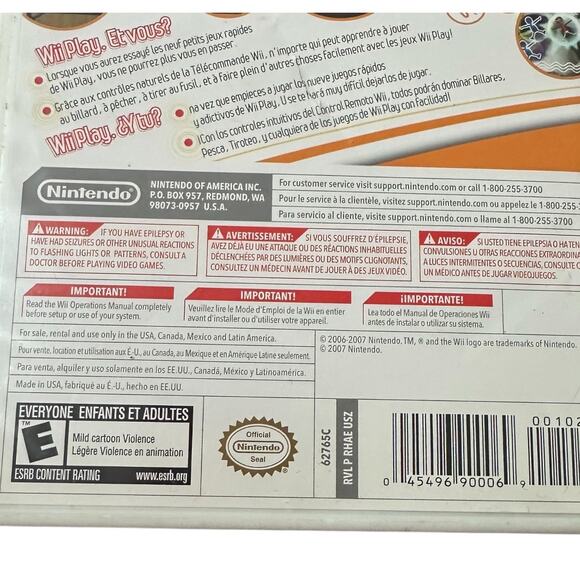 Wii Play. Et vous?
Lorsque vous aurez essayé les neuf petits jeux rapides
de Wii Play, vous ne pourrez plus vous en passer.
Grâce aux contrôles naturels de la Télécommande Wii, n'importe qui peut apprendre à jouer
au billard, à pêcher, à tirer au fusil, et à faire plein d'autres choses facilement avec les jeux Wii Play!
Wii Play. ¿Y tu?
na vez que empieces a jugar los nueve juegos rápidos
y adictivos de Wii Play. U se te hará muy difícil dejarlos de jugar.
¡Con los controles intuitivos del Control Remoto Wii, todos podrán dominar Billares,
Pesca, Tiroteo, y cualquiera de los juegos de Wii Play con facilidad!
Nintendo
NINTENDO OF AMERICA INC.
P.O. BOX 957, REDMOND, WA
98073-0957 U.S.A.
For customer service visit support.nintendo.com or call 1-800-255-3700
Pour le service à la clientèle, visitez support.nintendo.com ou appelez le 1-800-255-3700
Para servicio al cliente, visite support.nintendo.com o llame al 1-800-255-3700
WARNING: IF YOU HAVE EPILEPSY OR
HAVE HAD SEIZURES OR OTHER UNUSUAL REACTIONS
TO FLASHING LIGHTS OR PATTERNS, CONSULT A
DOCTOR BEFORE PLAYING VIDEO GAMES.
AVERTISSEMENT: SI VOUS SOUFFREZ D'ÉPILEPSIE,
AVEZ DÉJÀ EU UNE ATTAQUE OU DES RÉACTIONS INHABITUELLES
DÉCLENCHÉES PAR DES LUMIÈRES OU DES MOTIFS CLIGNOTANTS,
CONSULTEZ UN MÉDECIN AVANT DE JOUER À DES JEUX VIDÉO.
AVISO: SI USTED TIENE EPILEPSIA O HA TEN
CONVULSIONES U OTRAS REACCIONES EXTRAORDINA
A LUCES INTERMITENTES O SECUENCIAS, CONSULTE C
UN MÉDICO ANTES DE JUGAR VIDEOJUEGOS.
IMPORTANT!
Read the Wii Operations Manual completely
before setup or use of your system.
IMPORTANT!
Veuillez lire le Mode d'Emploi de la Wii en entier
avant d'installer ou d'utiliser votre appareil.
¡IMPORTANTE!
Lea todo el Manual de Operaciones Wii
antes de instalar o utilizar su sistema.
For sale, rental and use only in the USA, Canada, Mexico and Latin America.
Pour vente, location et utilisation aux É.-U., au Canada, au Mexique et en Amérique latine seulement.
Para venta, alquiler y uso solamente en los EE.UU., Canadá, México y Latinoamérica.
Made in USA, fabriqué au É.-U., hecho en EE.UU.
© 2006-2007 Nintendo. TM, ® and the Wii logo are trademarks of Nintendo.
© 2007 Nintendo.
EVERYONE ENFANTS ET ADULTES
E
TM
Mild cartoon Violence
Légère Violence en animation
ESRB CONTENT RATING www.esrb.org
Official
Nintendo
Seal
62765C
RVL P RHAE USZ
0 45496 90006 9
00102